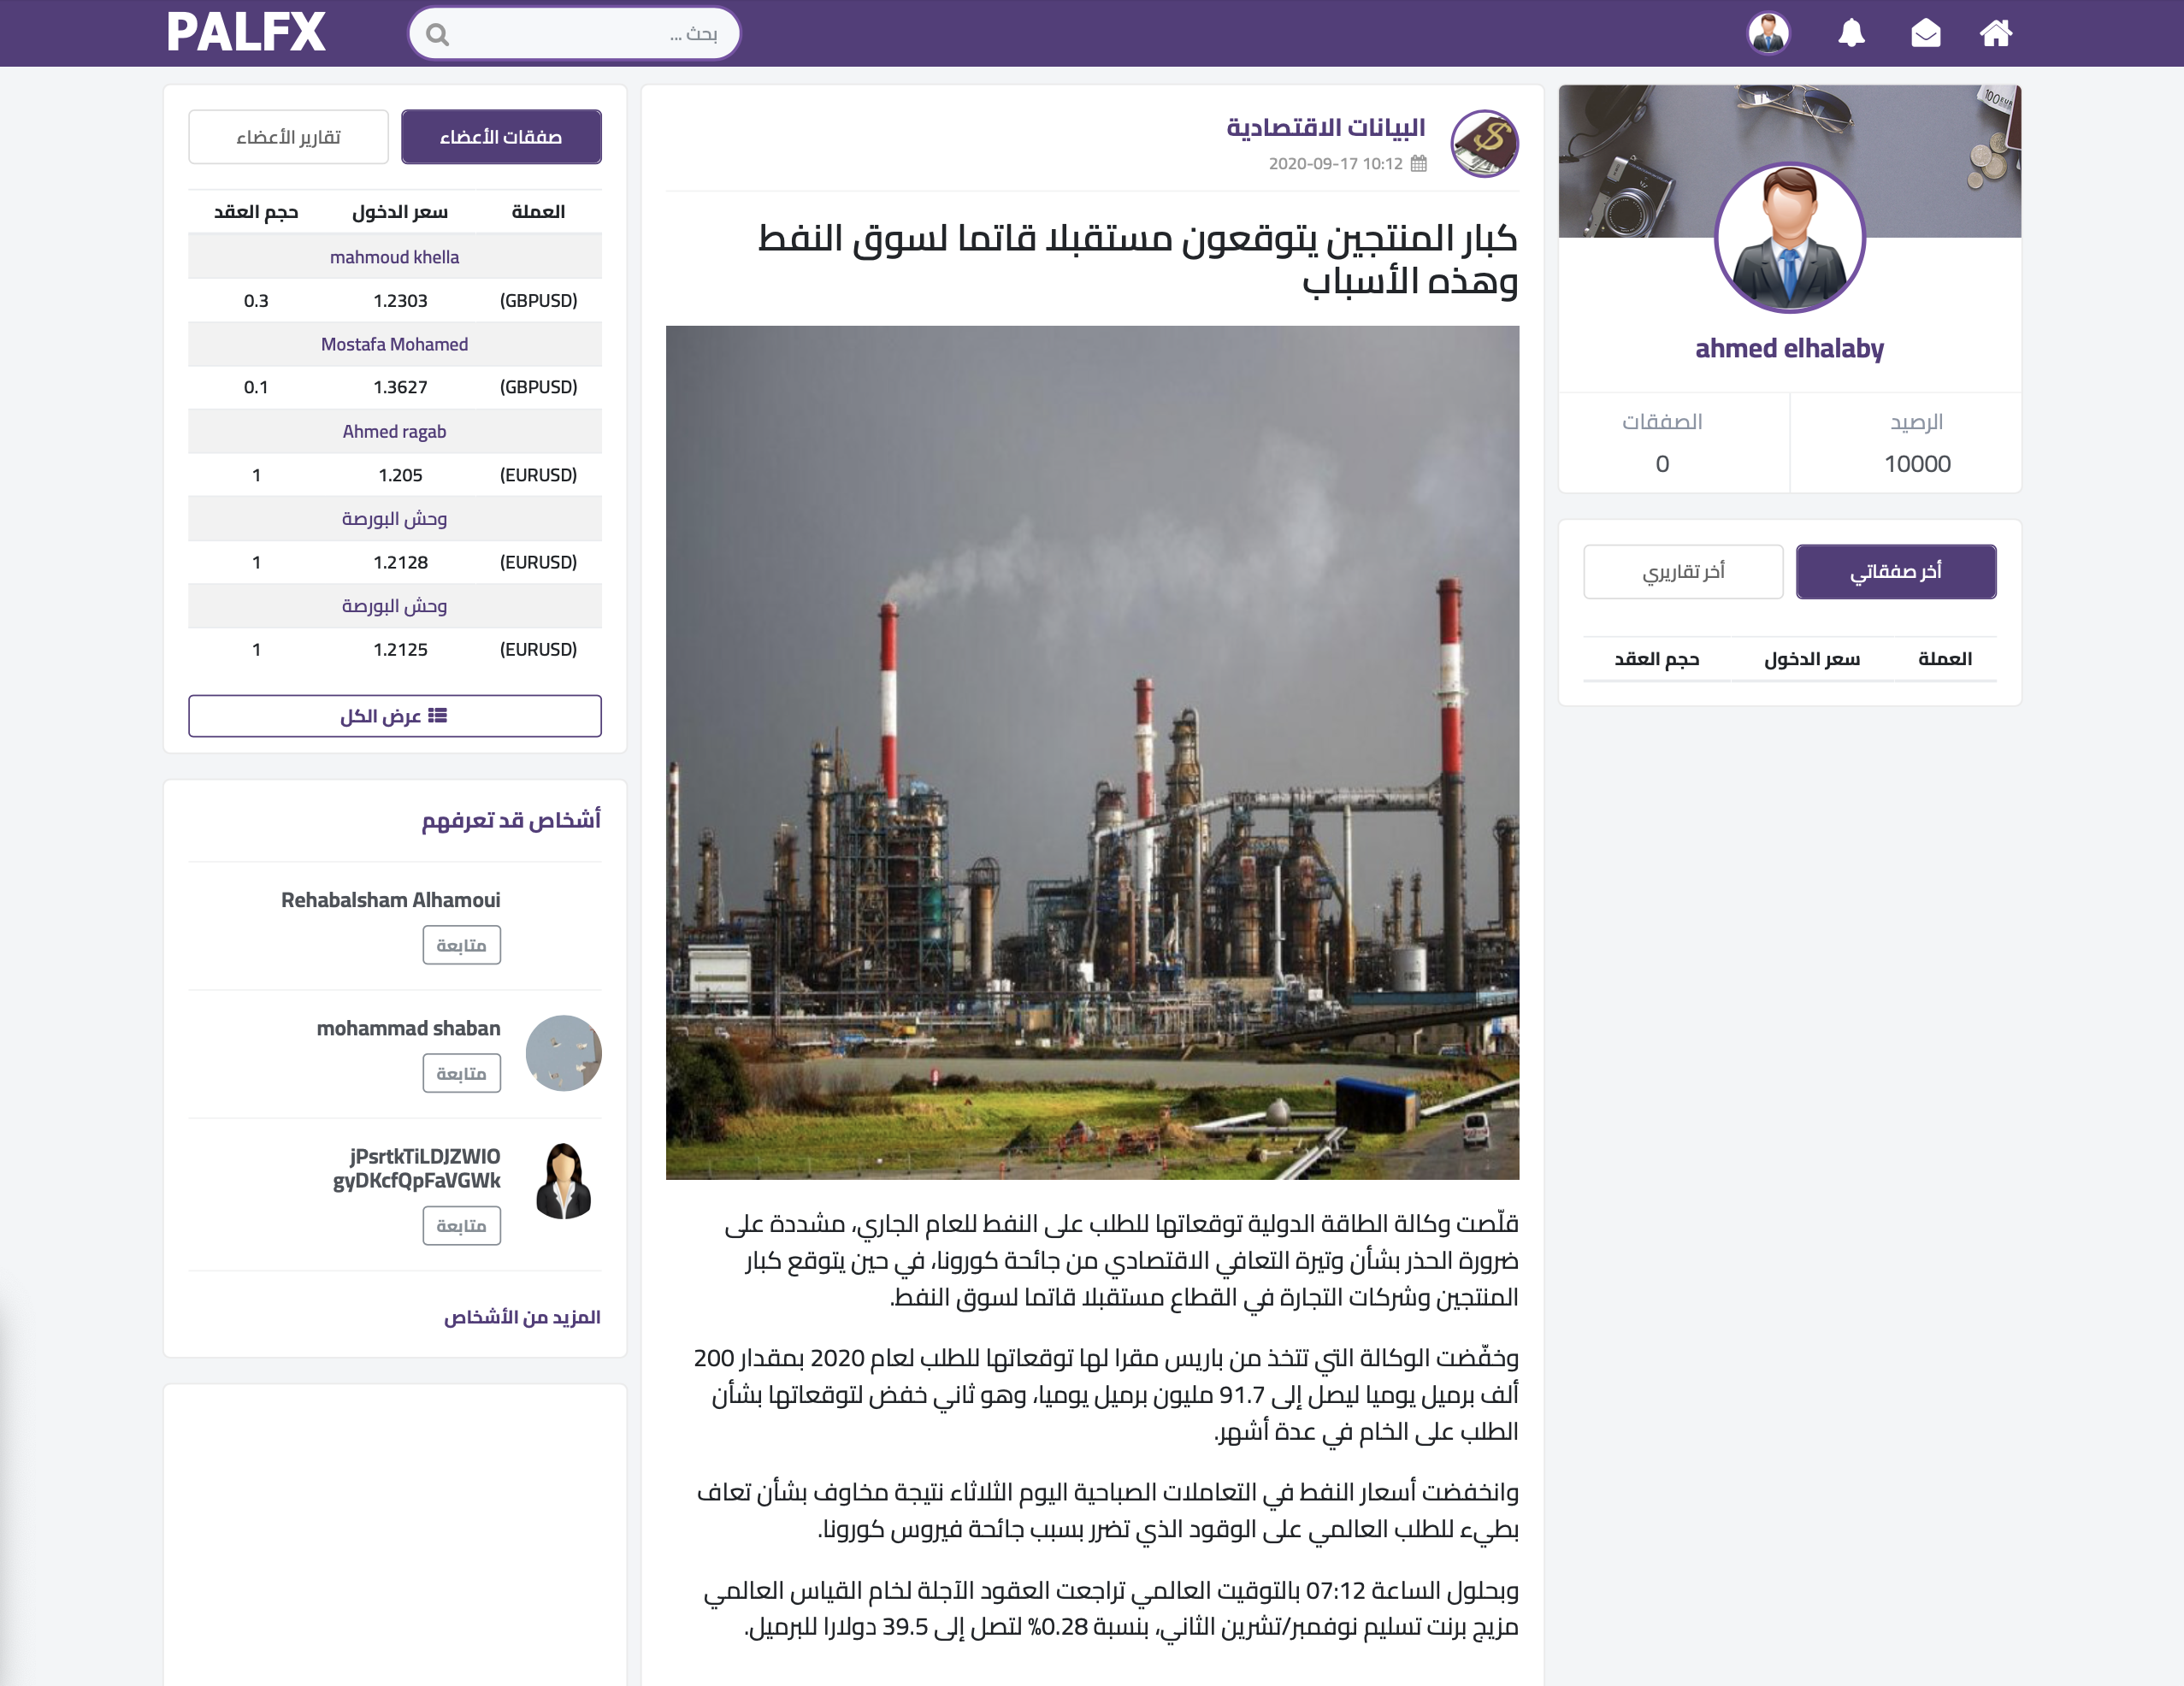 PALFX
بحث ...
ahmed elhalaby
الرصيد
10000
الصفقات
0
أخر صفقاتي
أخر تقاريري
العملة سعر الدخول حجم العقد
البيانات الاقتصادية
2020-09-17 10:12
كبار المنتجين يتوقعون مستقبلا قاتما لسوق النفط
وهذه الأسباب
قلّصت وكالة الطاقة الدولية توقعاتها للطلب على النفط للعام الجاري، مشددة على
ضرورة الحذر بشأن وتيرة التعافي الاقتصادي من جائحة كورونا، في حين يتوقع كبار
المنتجين وشركات التجارة في القطاع مستقبلا قاتما لسوق النفط.
وخفّضت الوكالة التي تتخذ من باريس مقرا لها توقعاتها للطلب لعام 2020 بمقدار 200
ألف برميل يوميا ليصل إلى 91.7 مليون برميل يوميا، وهو ثاني خفض لتوقعاتها بشأن
الطلب على الخام في عدة أشهر.
وانخفضت أسعار النفط في التعاملات الصباحية اليوم الثلاثاء نتيجة مخاوف بشأن تعاف
بطيء للطلب العالمي على الوقود الذي تضرر بسبب جائحة فيروس كورونا.
وبحلول الساعة 07:12 بالتوقيت العالمي تراجعت العقود الآجلة لخام القياس العالمي
مزيج برنت تسليم نوفمبر/تشرين الثاني، بنسبة 0.28% لتصل إلى 39.5 دولارا للبرميل.
صفقات الأعضاء
تقارير الأعضاء
العملة سعر الدخول حجم العقد
mahmoud khella
(GBPUSD) 1.2303 0.3
Mostafa Mohamed
(GBPUSD) 1.3627 0.1
Ahmed ragab
(EURUSD) 1.205 1
وحش البورصة
(EURUSD) 1.2128 1
وحش البورصة
(EURUSD) 1.2125 1
عرض الكل
أشخاص قد تعرفهم
Rehabalsham Alhamoui
متابعة
mohammad shaban
متابعة
jPsrtkTiLDJZWIO
gyDKcfQpFaVGWk
متابعة
المزيد من الأشخاص